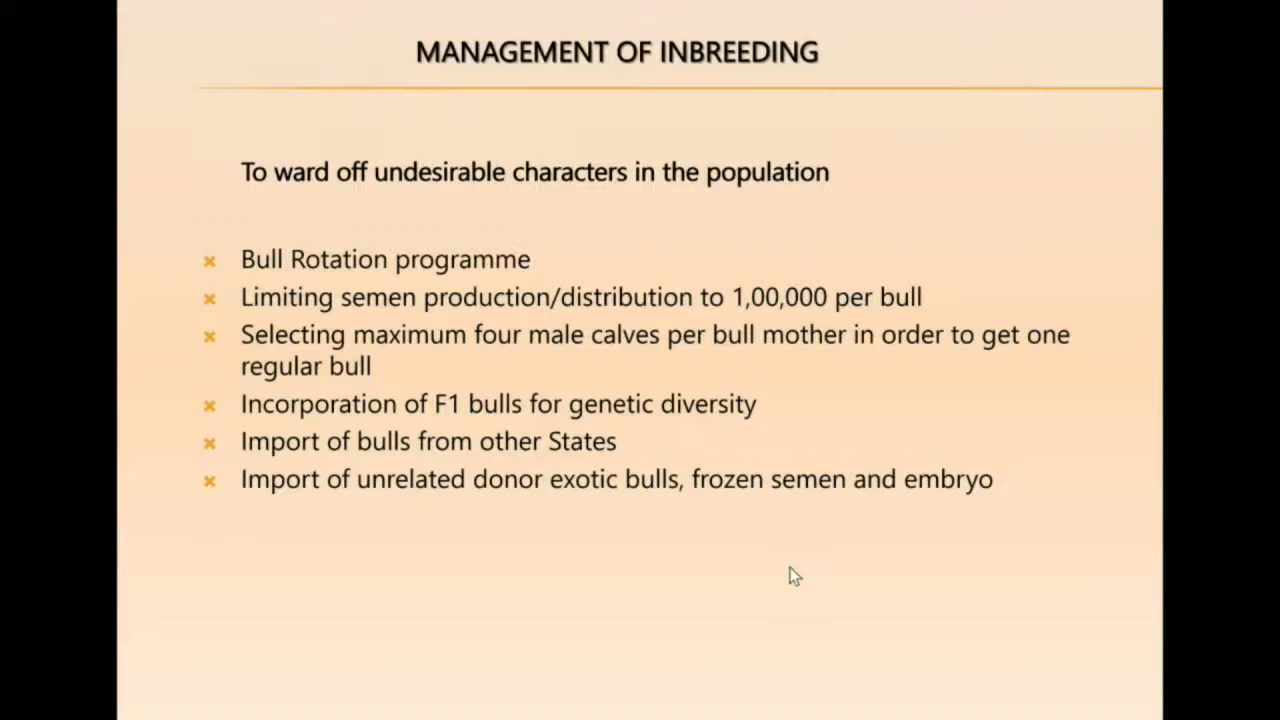 MANAGEMENT OF INBREEDING
To ward off undesirable characters in the population
Bull Rotation programme
Limiting semen production/distribution to 1,00,000 per bull
Selecting maximum four male calves per bull mother in order to get one
regular bull
Incorporation of F1 bulls for genetic diversity
Import of bulls from other States
Import of unrelated donor exotic bulls, frozen semen and embryo